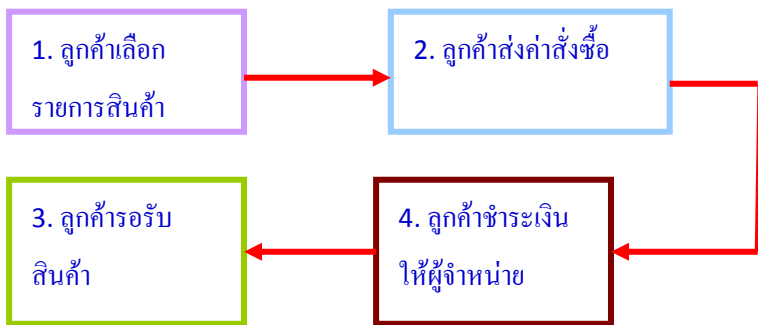 1. ลูกค้าเลือก
รายการสินค้า
2. ลูกค้าส่งค่าสั่งซื้อ
3. ลูกค้ารอรับ
สินค้า
4. ลูกค้าชำระเงิน
ให้ผู้จำหน่าย